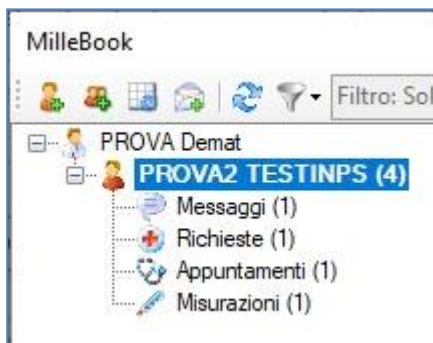 MilleBook
Filtro: Sol
PROVA Demat
PROVA2 TESTINPS (4)
Messaggi (1)
Richieste (1)
Appuntamenti (1)
Misurazioni (1)